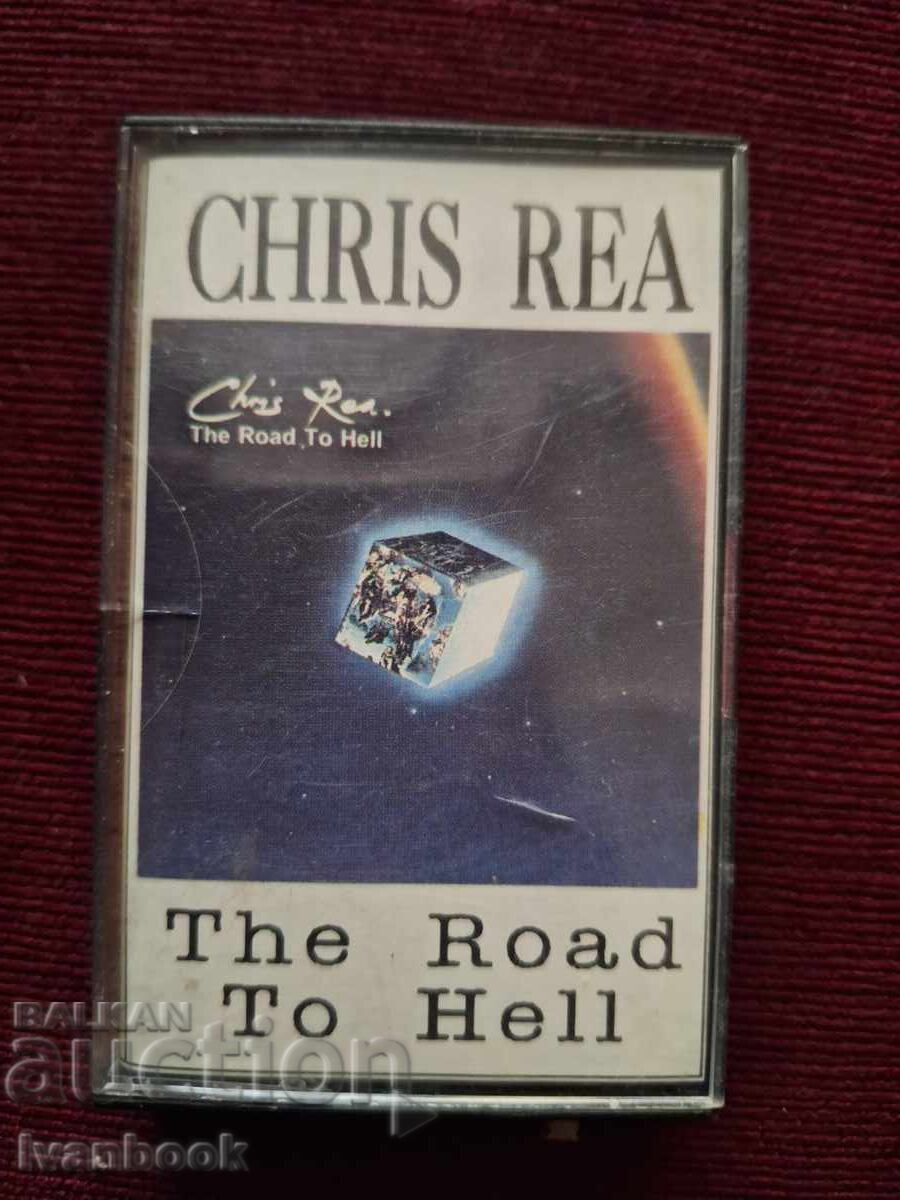 CHRIS REA
Chris Rea.
The Road To Hell
The Road
To Hell
BALKAN
auction
Ivanbook